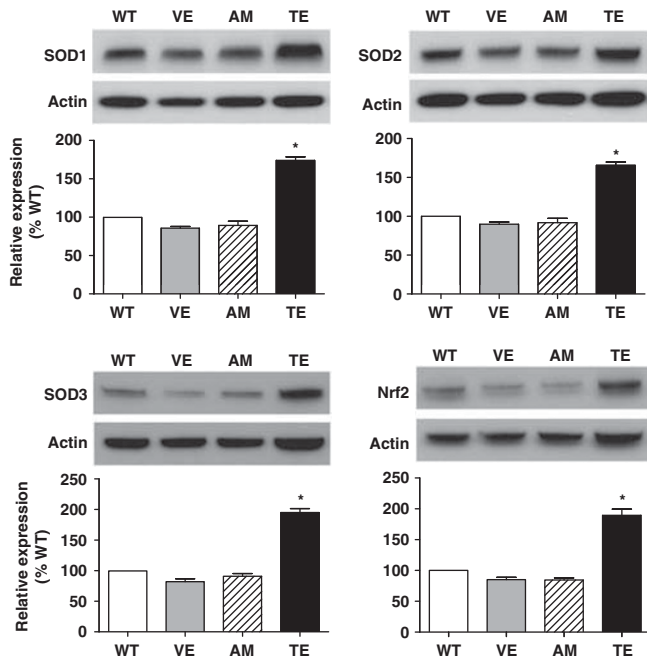 WT VE AM TE
SOD1
Actin
200
150
100
50
0
Relative expression
(% WT)
*
WT VE AM TE
WT VE AM TE
SOD2
Actin
200
150
100
50
0
*
WT VE AM TE
WT VE AM TE
SOD3
Actin
250
200
150
100
50
0
Relative expression
(% WT)
*
WT VE AM TE
WT VE AM TE
Nrf2
Actin
250
200
150
100
50
0
*
WT VE AM TE